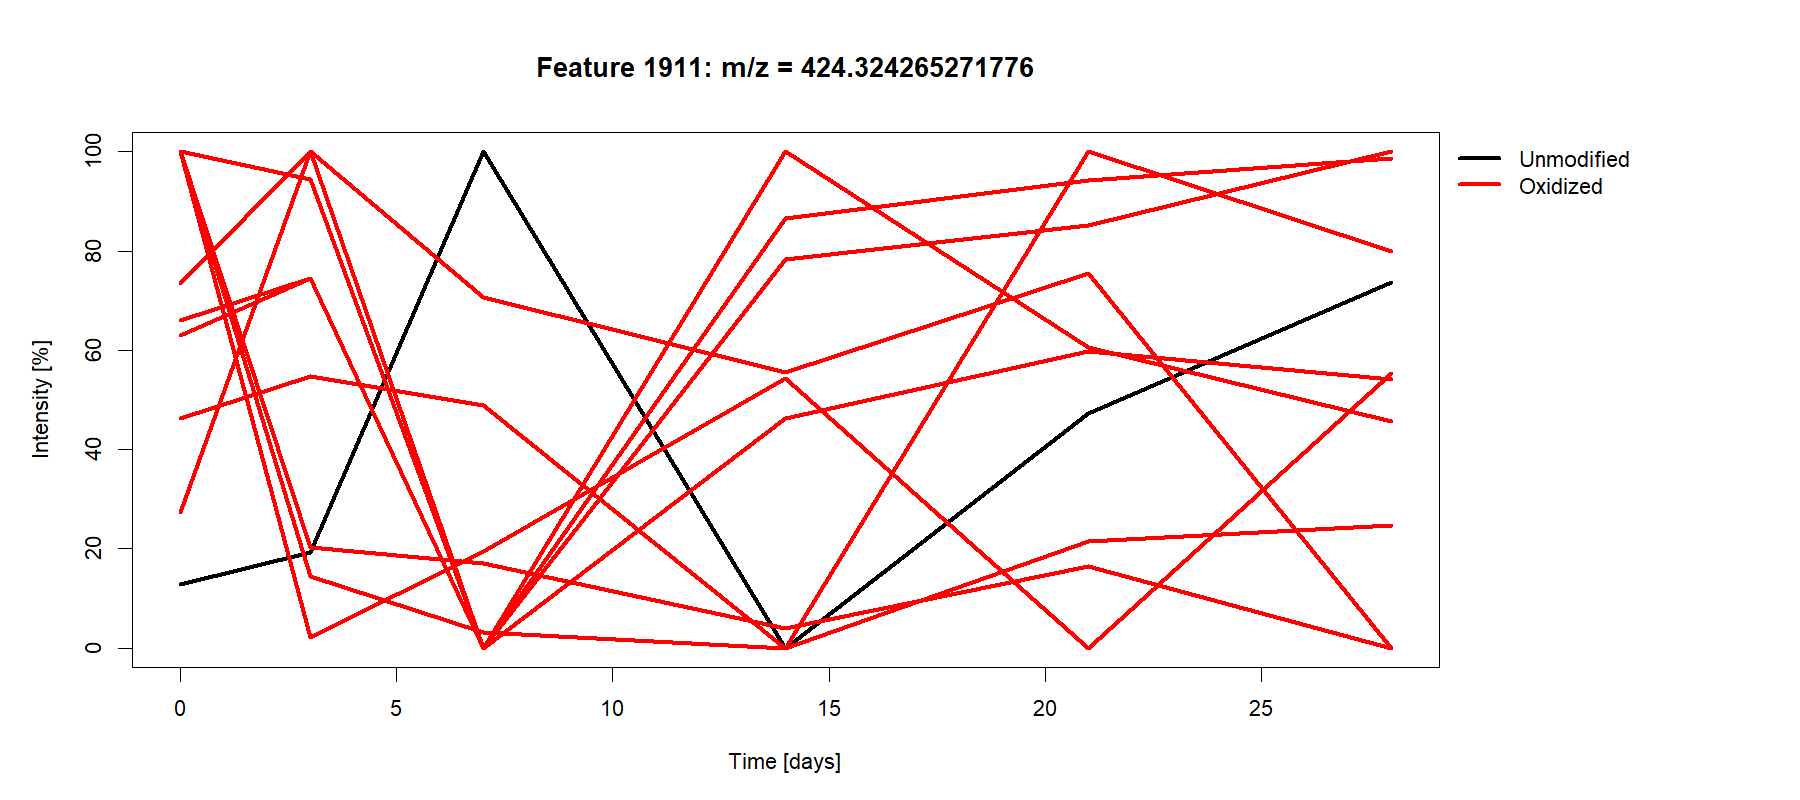 Feature 1911: m/z = 424.324265271776
Unmodified
Oxidized
Intensity [%]
100
80
60
40
20
0
0 5 10 15 20 25
Time [days]